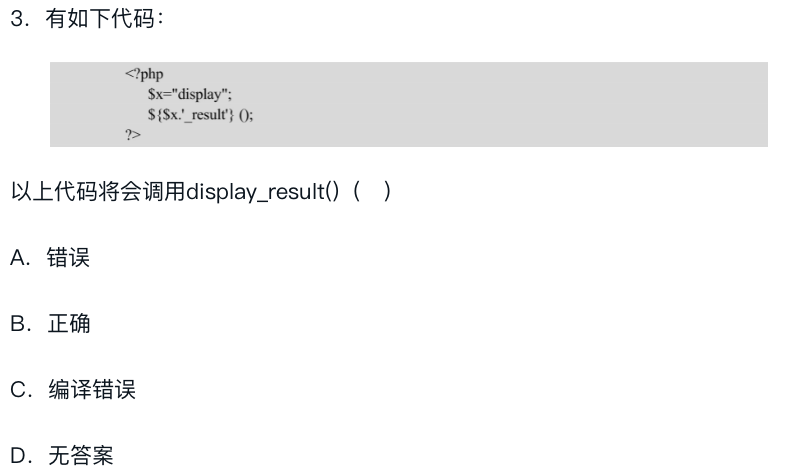 3. 有如下代码：
<?php
$x="display";
${$x.'_result'} ();
?>
以上代码将会调用display_result()（ ）
A. 错误
B. 正确
C. 编译错误
D. 无答案